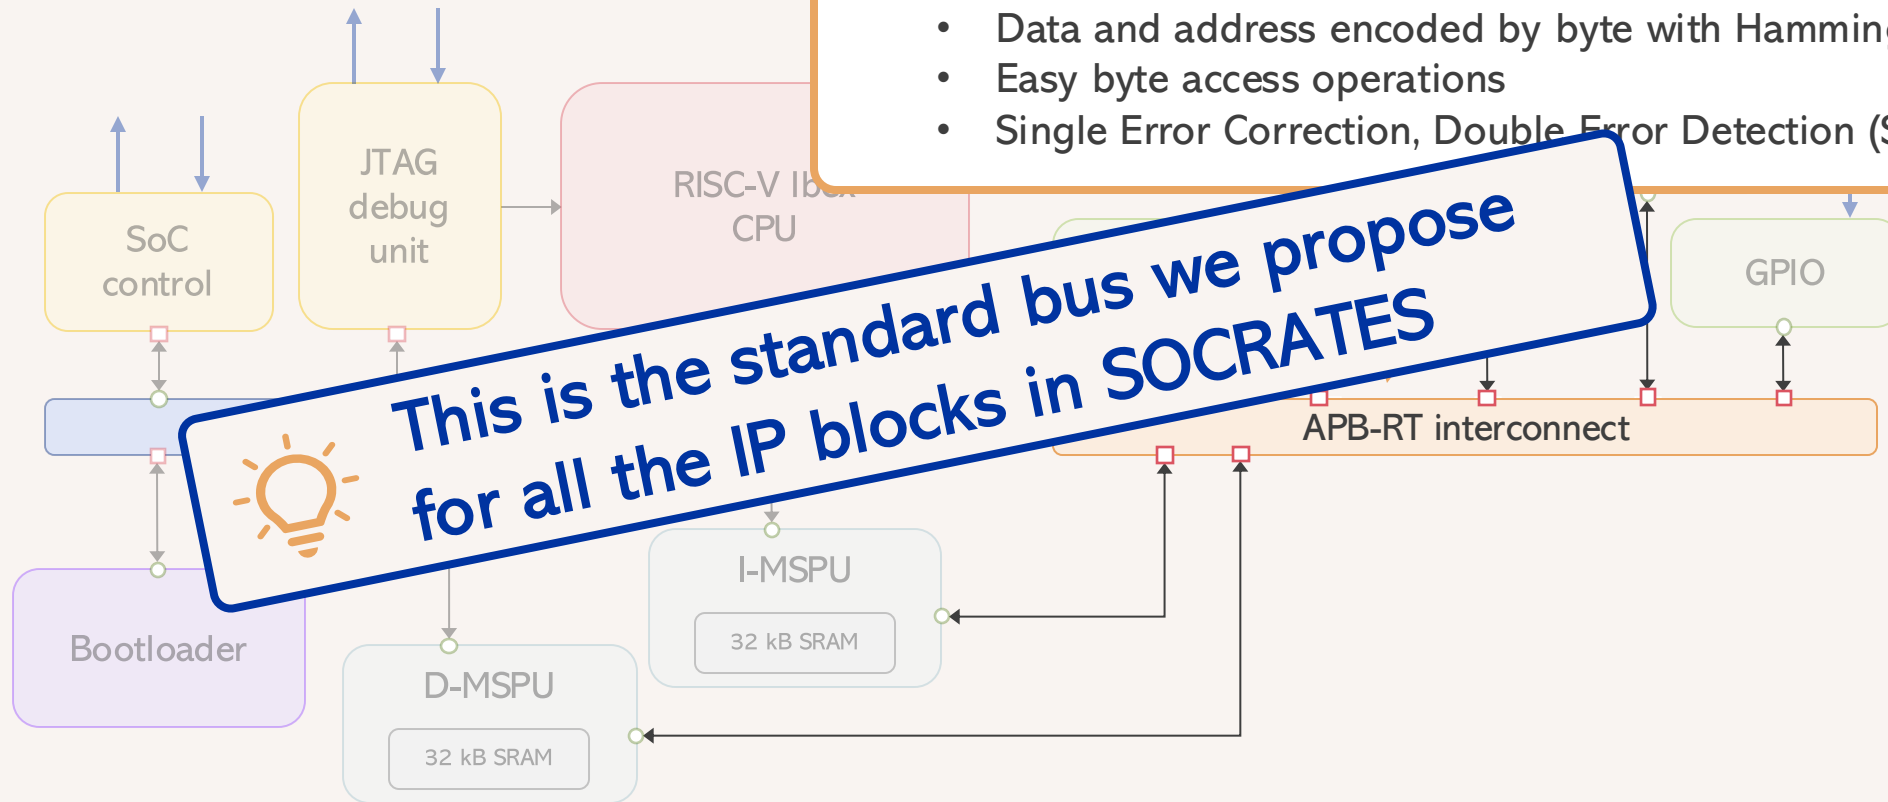 • Data and address encoded by byte with Hamming
• Easy byte access operations
• Single Error Correction, Double Error Detection (S
JTAG
debug
unit
RISC-V Ibex
CPU
SoC
control
GPIO
This is the standard bus we propose
for all the IP blocks in SOCRATES
APB-RT interconnect
I-MSPU
32 kB SRAM
Bootloader
D-MSPU
32 kB SRAM